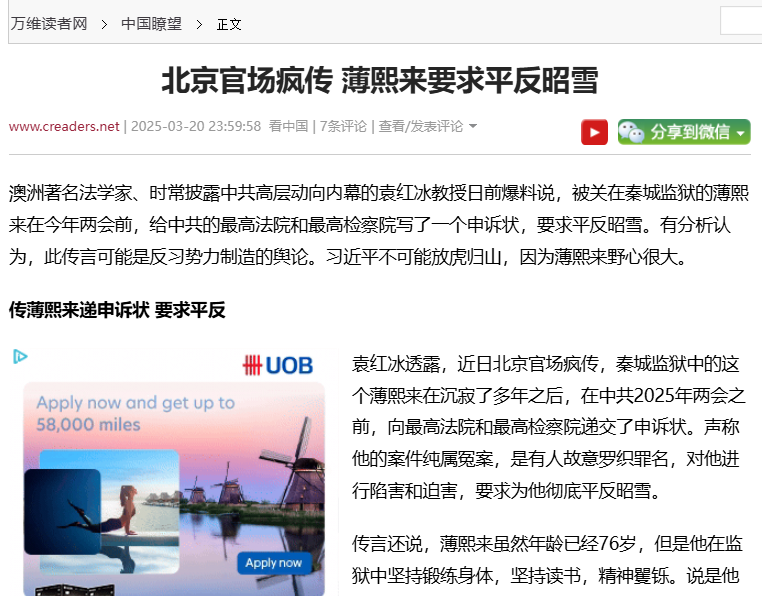 万维读者网 > 中国瞭望 > 正文
北京官场疯传 薄熙来要求平反昭雪
www.creaders.net | 2025-03-20 23:59:58 看中国 | 7条评论 | 查看/发表评论
分享到微信
澳洲著名法学家、时常披露中共高层动向内幕的袁红冰教授日前爆料说，被关在秦城监狱的薄熙
来在今年两会前，给中共的最高法院和最高检察院写了一个申诉状，要求平反昭雪。有分析认
为，此传言可能是反习势力制造的舆论。习近平不可能放虎归山，因为薄熙来野心很大。
传薄熙来递申诉状 要求平反
UOB
Apply now and get up to
58,000 miles
Apply now
袁红冰透露，近日北京官场疯传，秦城监狱中的这
个薄熙来在沉寂了多年之后，在中共2025年两会之
前，向最高法院和最高检察院递交了申诉状。声称
他的案件纯属冤案，是有人故意罗织罪名，对他进
行陷害和迫害，要求为他彻底平反昭雪。
传言还说，薄熙来虽然年龄已经76岁，但是他在监
狱中坚持锻练身体，坚持读书，精神矍铄。说是他